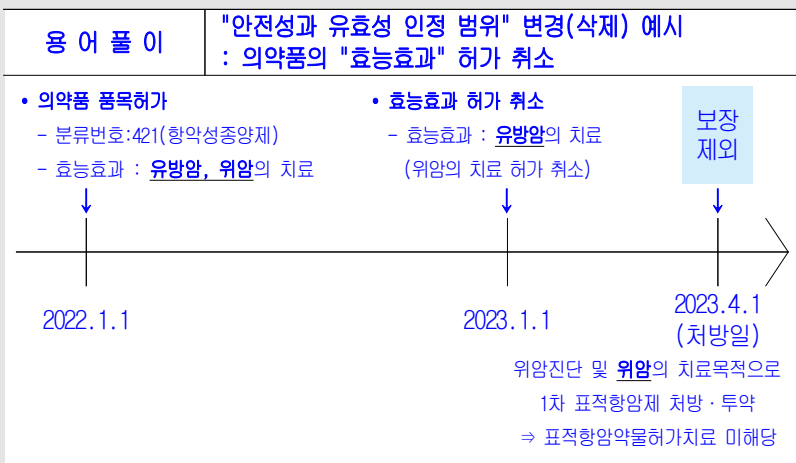 용 어 풀 이
"안전성과 유효성 인정 범위" 변경(삭제) 예시
: 의약품의 "효능효과" 허가 취소
• 의약품 품목허가
- 분류번호:421(항악성종양제)
- 효능효과 : 유방암, 위암의 치료
• 효능효과 허가 취소
- 효능효과 : 유방암의 치료
(위암의 치료 허가 취소)
보장
제외
2022.1.1
2023.1.1
2023.4.1
(처방일)
위암진단 및 위암의 치료목적으로
1차 표적항암제 처방·투약
⇒ 표적항암약물허가치료 미해당